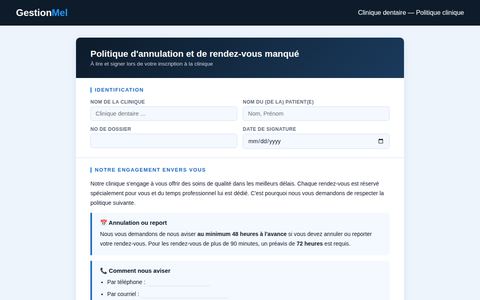 GestionMel
Clinique dentaire — Politique clinique
Politique d'annulation et de rendez-vous manqué
À lire et signer lors de votre inscription à la clinique
IDENTIFICATION
NOM DE LA CLINIQUE
NOM DU (DE LA) PATIENT(E)
Clinique dentaire ...
Nom, Prénom
NO DE DOSSIER
DATE DE SIGNATURE
mm/dd/yyyy
NOTRE ENGAGEMENT ENVERS VOUS
Notre clinique s'engage à vous offrir des soins de qualité dans les meilleurs délais. Chaque rendez-vous est réservé
spécialement pour vous et du temps professionnel lui est dédié. C'est pourquoi nous vous demandons de respecter la
politique suivante.
📅 Annulation ou report
Nous vous demandons de nous aviser au minimum 48 heures à l'avance si vous devez annuler ou reporter
votre rendez-vous. Pour les rendez-vous de plus de 90 minutes, un préavis de 72 heures est requis.
📞 Comment nous aviser
• Par téléphone :
• Par courriel :